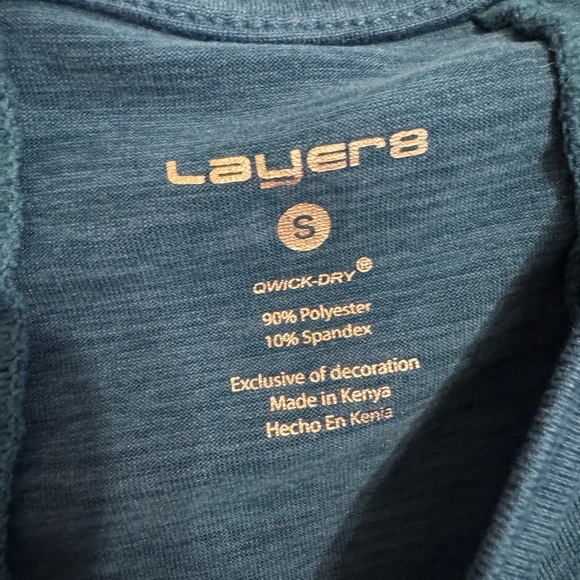 Layer8
S
QWICK-DRY®
90% Polyester
10% Spandex
Exclusive of decoration
Made in Kenya
Hecho En Kenia